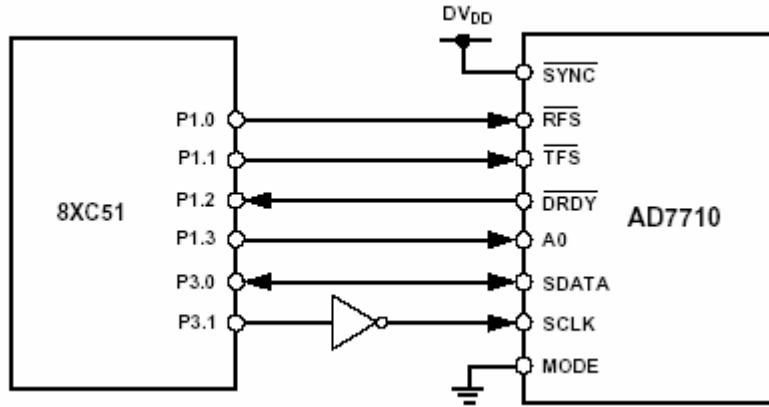 DVDD
SYNC
P1.0
RFS
P1.1
TFS
8XC51
P1.2
DRDY
AD7710
P1.3
A0
P3.0
SDATA
P3.1
SCLK
MODE